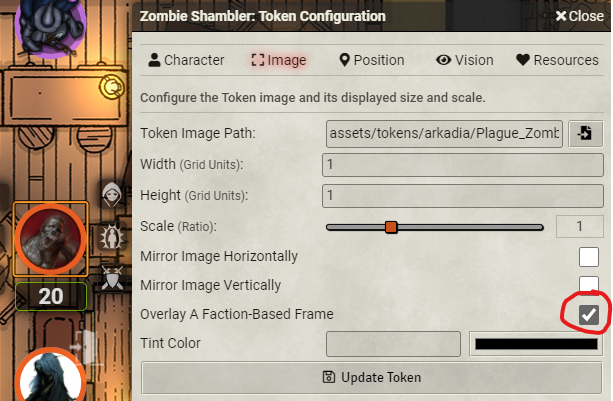 Zombie Shambler: Token Configuration
Close
Character Image Position Vision Resources
Configure the Token image and its displayed size and scale.
Token Image Path: assets/tokens/arkadia/Plague_Zomb
Width (Grid Units): 1
Height (Grid Units): 1
Scale (Ratio): 1
Mirror Image Horizontally
Mirror Image Vertically
Overlay A Faction-Based Frame
Tint Color
Update Token
20